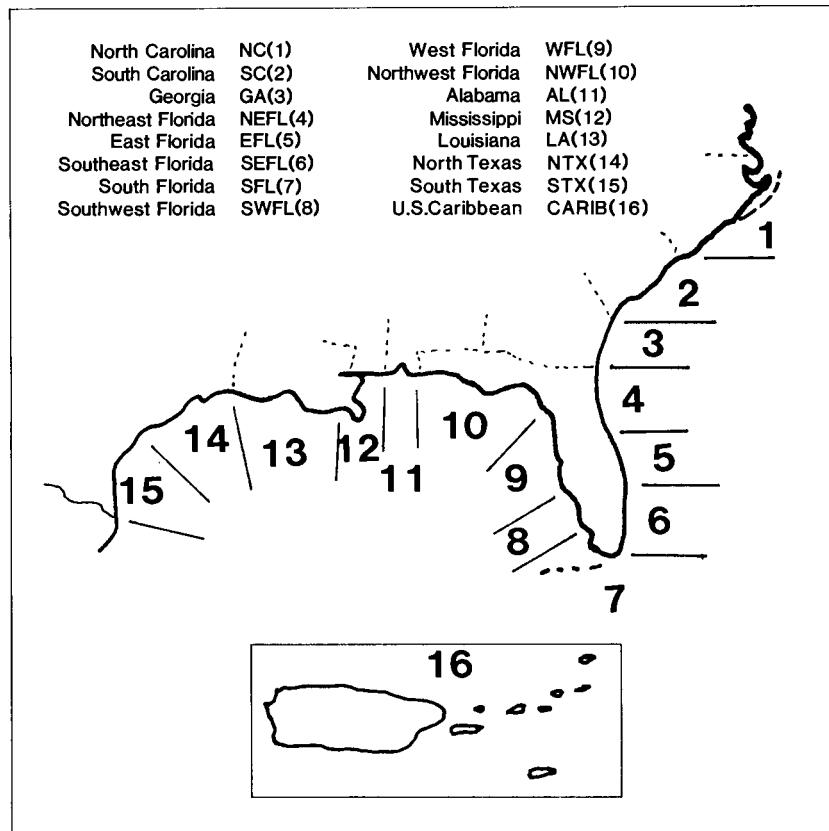 North Carolina NC(1)
South Carolina SC(2)
Georgia GA(3)
Northeast Florida NEFL(4)
East Florida EFL(5)
Southeast Florida SEFL(6)
South Florida SFL(7)
Southwest Florida SWFL(8)
West Florida WFL(9)
Northwest Florida NWFL(10)
Alabama AL(11)
Mississippi MS(12)
Louisiana LA(13)
North Texas NTX(14)
South Texas STX(15)
U.S.Caribbean CARIB(16)
1
2
3
4
5
6
7
8
9
10
11
12
13
14
15
16